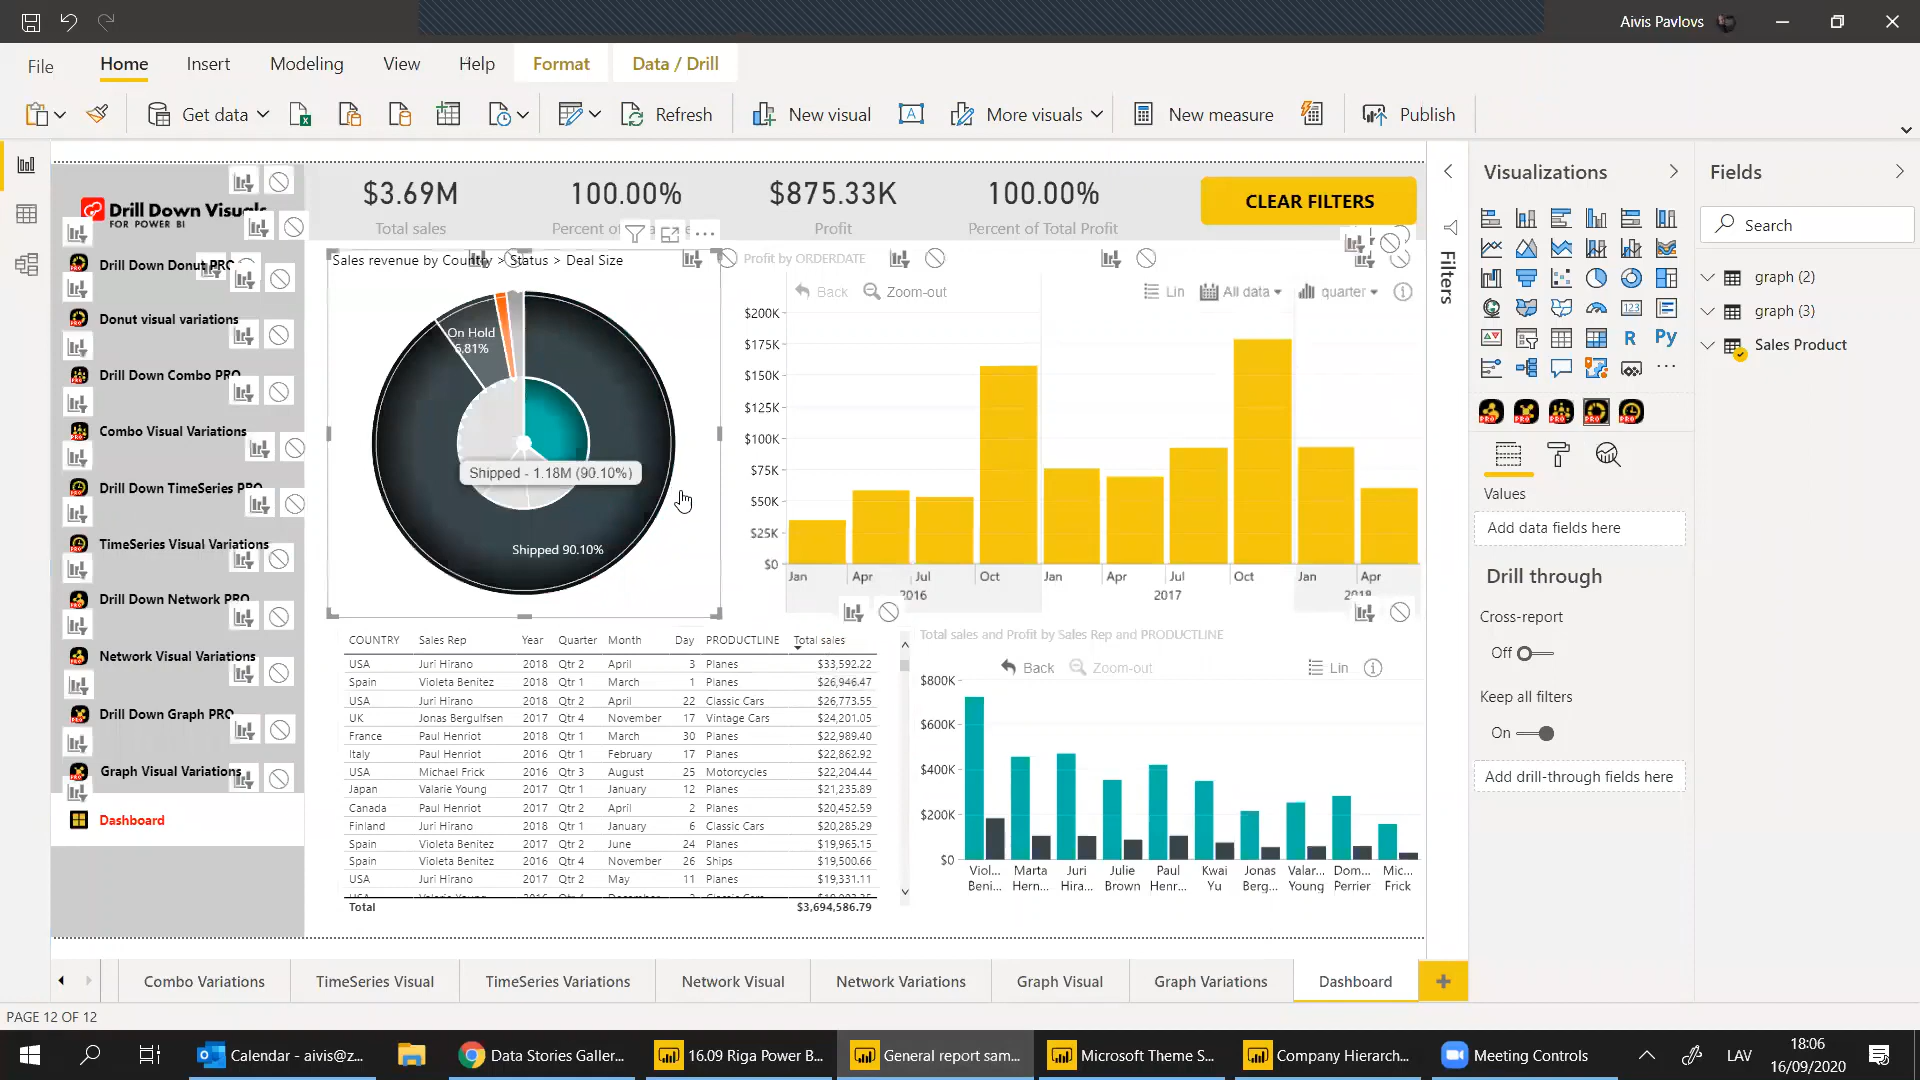 Aivis Pavlovs
File Home Insert Modeling View Help Format Data / Drill
Get data Refresh New visual More visuals New measure Publish
Drill Down Visuals
FOR POWER BI
Drill Down Donut PRO
Donut visual variations
Drill Down Combo PRO
Combo Visual Variations
Drill Down TimeSeries PRO
TimeSeries Visual Variations
Drill Down Network PRO
Network Visual Variations
Drill Down Graph PRO
Graph Visual Variations
Dashboard
$3.69M 100.00% $875.33K 100.00%
Total sales Percent of Profit Percent of Total Profit
CLEAR FILTERS
Sales revenue by Country > Status > Deal Size
On Hold
6.81%
Shipped - 1.18M (90.10%)
Shipped 90.10%
Profit by ORDERDATE
Back Zoom-out Lin All data quarter
$200K
$175K
$150K
$125K
$100K
$75K
$50K
$25K
$0
Jan Apr Jul Oct Jan Apr Jul Oct Jan Apr
2016 2017 2018
COUNTRY Sales Rep Year Quarter Month Day PRODUCTLINE Total sales
USA Juri Hirano 2018 Qtr 2 April 3 Planes $33,592.22
Spain Violeta Benitez 2018 Qtr 1 March 1 Planes $26,946.47
USA Juri Hirano 2018 Qtr 2 April 22 Classic Cars $26,773.55
UK Jonas Bergulfsen 2017 Qtr 4 November 17 Vintage Cars $24,201.05
France Paul Henriot 2018 Qtr 1 March 30 Planes $22,989.40
Italy Paul Henriot 2016 Qtr 1 February 17 Planes $22,862.92
USA Michael Frick 2016 Qtr 3 August 25 Motorcycles $22,204.44
Japan Valarie Young 2017 Qtr 1 January 12 Planes $21,235.89
Canada Paul Henriot 2017 Qtr 2 April 2 Planes $20,452.59
Finland Juri Hirano 2018 Qtr 1 January 6 Classic Cars $20,285.29
Spain Violeta Benitez 2017 Qtr 2 June 24 Planes $19,965.15
Spain Violeta Benitez 2016 Qtr 4 November 26 Ships $19,500.66
USA Juri Hirano 2017 Qtr 2 May 11 Planes $19,331.11
Total $3,694,586.79
Total sales and Profit by Sales Rep and PRODUCTLINE
Back Zoom-out Lin
$800K
$600K
$400K
$200K
$0
Viol... Marta Juri Julie Paul Kwai Jonas Valar... Dom... Mic...
Beni... Hern... Hira... Brown Henr... Yu Berg... Young Perrier Frick
Filters
Visualizations
123
R Py
PRO PRO PRO PRO PRO
Values
Add data fields here
Drill through
Cross-report
Off
Keep all filters
On
Add drill-through fields here
Fields
Search
graph (2)
graph (3)
Sales Product
Combo Variations TimeSeries Visual TimeSeries Variations Network Visual Network Variations Graph Visual Graph Variations Dashboard
PAGE 12 OF 12
Calendar - aivis@z... Data Stories Galler... 16.09 Riga Power B... General report sam... Microsoft Theme S... Company Hierarch... Meeting Controls LAV 18:06
16/09/2020